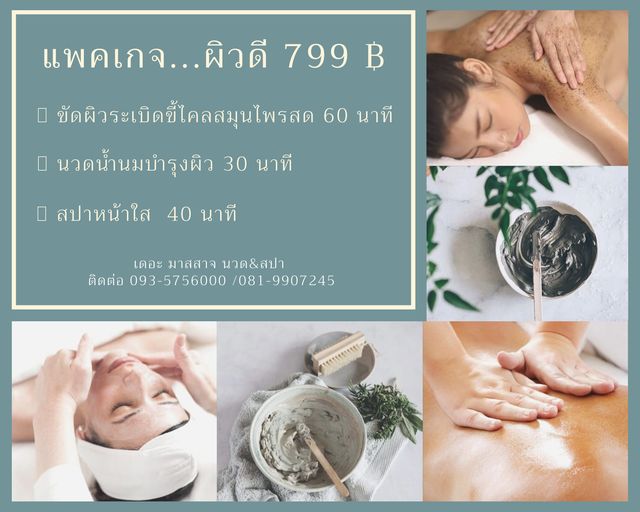 แพคเกจ...ผิวดี 799 ฿
▯ ขัดผิวระเบิดขี้ไคลสมุนไพรสด 60 นาที
▯ นวดน้ำนมบำรุงผิว 30 นาที
▯ สปาหน้าใส 40 นาที
เดอะ มาสสาจ นวด&สปา
ติดต่อ 093-5756000 /081-9907245